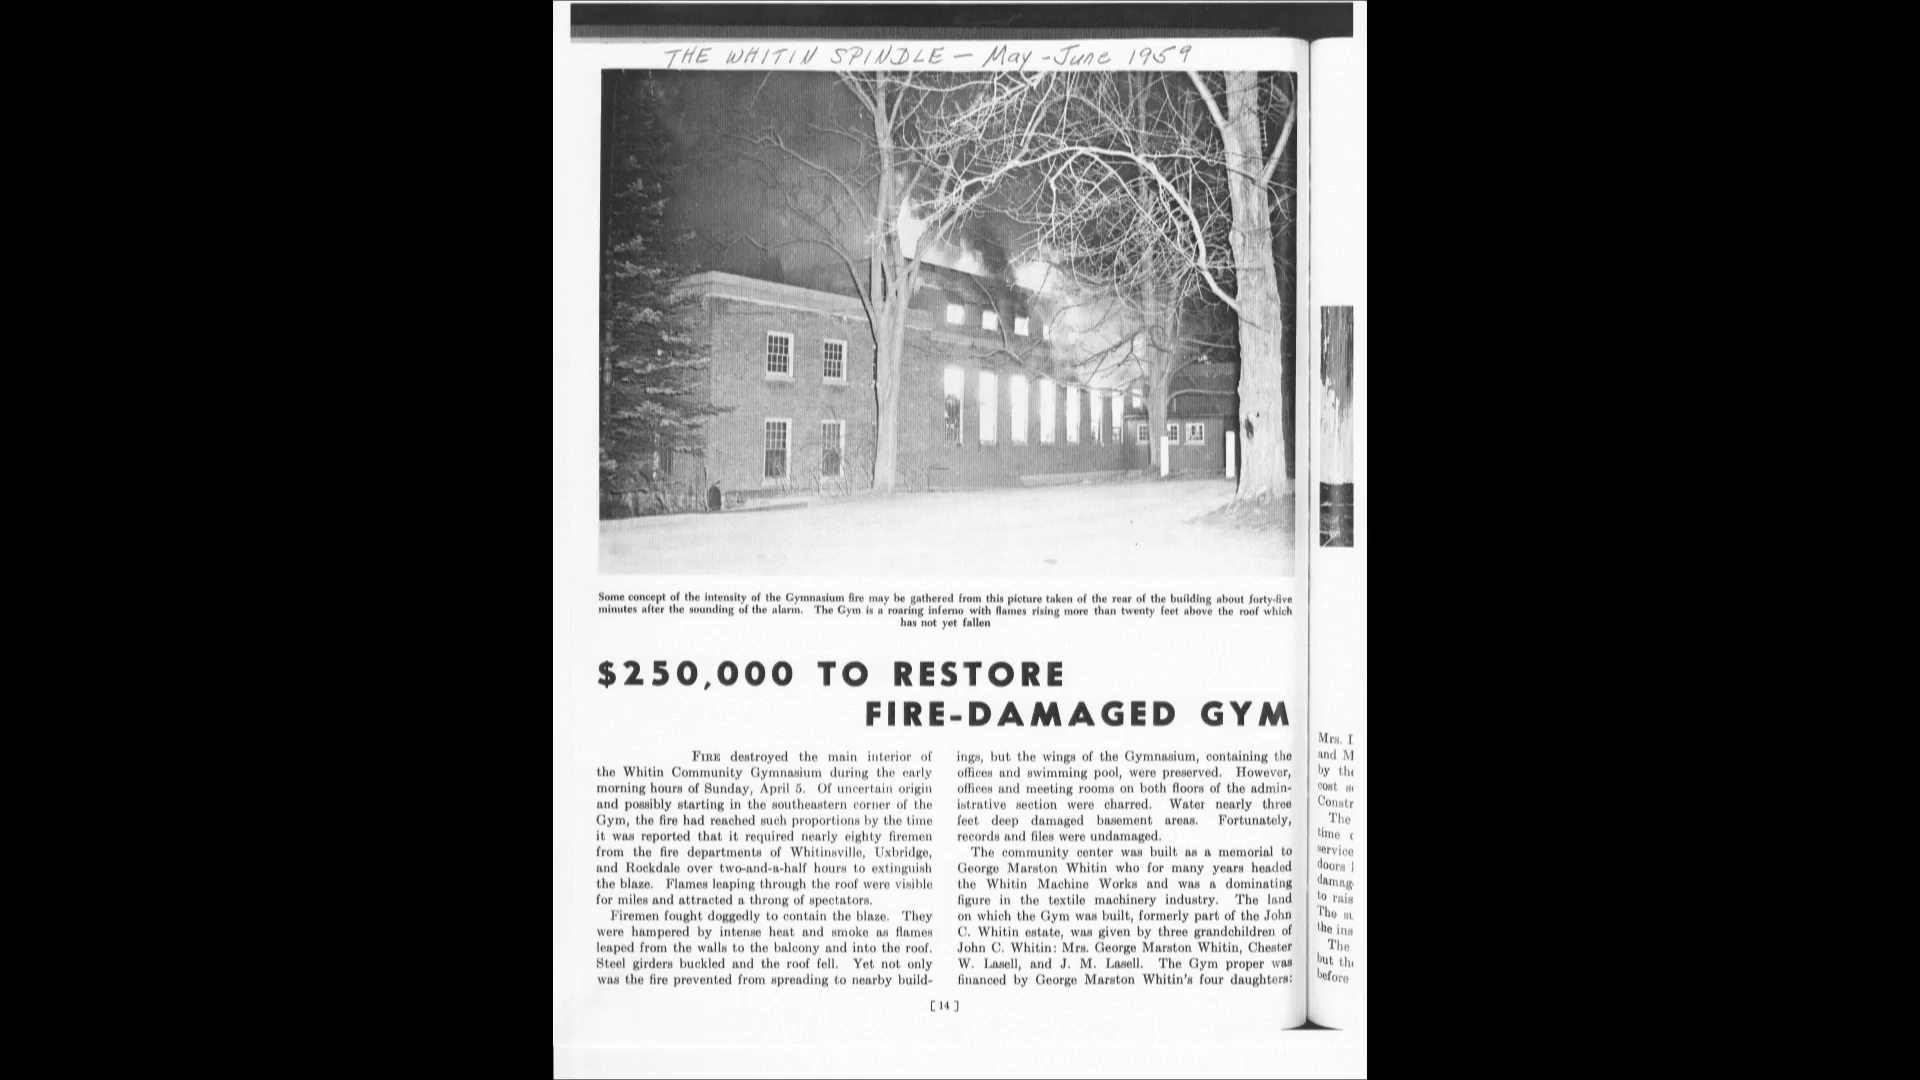 THE WHITIN SPINDLE — May - June 1959
Some concept of the intensity of the Gymnasium fire may be gathered from this picture taken of the rear of the building about forty-five
minutes after the sounding of the alarm. The Gym is a roaring inferno with flames rising more than twenty feet above the roof which
has not yet fallen
$250,000 TO RESTORE
FIRE-DAMAGED GYM
FIRE destroyed the main interior of
the Whitin Community Gymnasium during the early
morning hours of Sunday, April 5. Of uncertain origin
and possibly starting in the southeastern corner of the
Gym, the fire had reached such proportions by the time
it was reported that it required nearly eighty firemen
from the fire departments of Whitinsville, Uxbridge,
and Rockdale over two-and-a-half hours to extinguish
the blaze. Flames leaping through the roof were visible
for miles and attracted a throng of spectators.
Firemen fought doggedly to contain the blaze. They
were hampered by intense heat and smoke as flames
leaped from the walls to the balcony and into the roof.
Steel girders buckled and the roof fell. Yet not only
was the fire prevented from spreading to nearby build-
ings, but the wings of the Gymnasium, containing the
offices and swimming pool, were preserved. However,
offices and meeting rooms on both floors of the admin-
istrative section were charred. Water nearly three
feet deep damaged basement areas. Fortunately,
records and files were undamaged.
The community center was built as a memorial to
George Marston Whitin who for many years headed
the Whitin Machine Works and was a dominating
figure in the textile machinery industry. The land
on which the Gym was built, formerly part of the John
C. Whitin estate, was given by three grandchildren of
John C. Whitin: Mrs. George Marston Whitin, Chester
W. Lasell, and J. M. Lasell. The Gym proper was
financed by George Marston Whitin's four daughters:
[ 14 ]
Mrs.
and M
by
cost
Constr
The
time
service
doors
damag
to
The
the
The
but
before